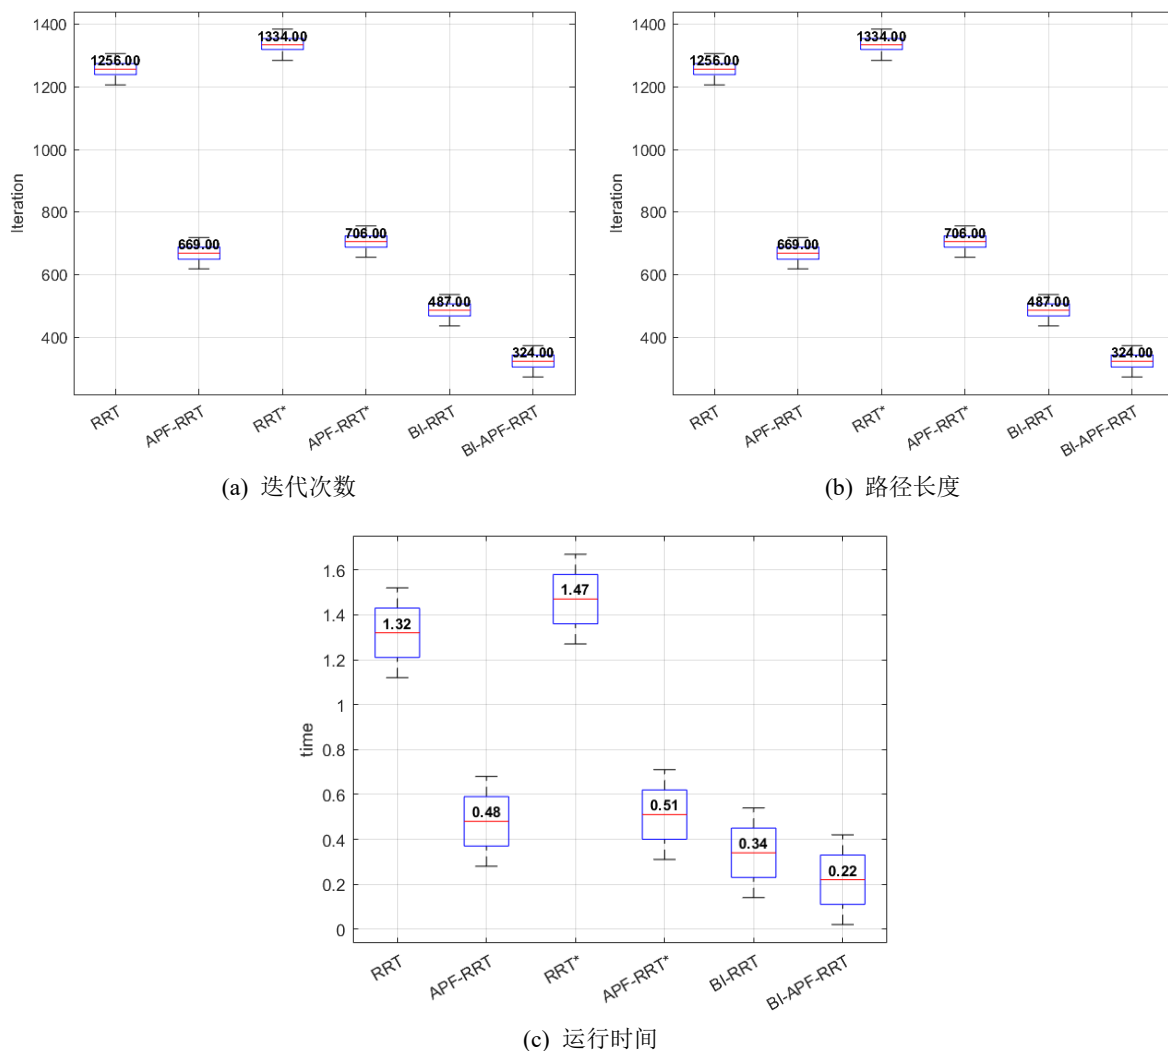 1400
1200
1000
800
600
400
Iteration
1256.00
669.00
1334.00
706.00
487.00
324.00
RRT
APF-RRT
RRT*
APF-RRT*
BI-RRT
BI-APF-RRT
(a) 迭代次数
1400
1200
1000
800
600
400
Iteration
1256.00
669.00
1334.00
706.00
487.00
324.00
RRT
APF-RRT
RRT*
APF-RRT*
BI-RRT
BI-APF-RRT
(b) 路径长度
1.6
1.4
1.2
1
0.8
0.6
0.4
0.2
0
time
1.32
0.48
1.47
0.51
0.34
0.22
RRT
APF-RRT
RRT*
APF-RRT*
BI-RRT
BI-APF-RRT
(c) 运行时间